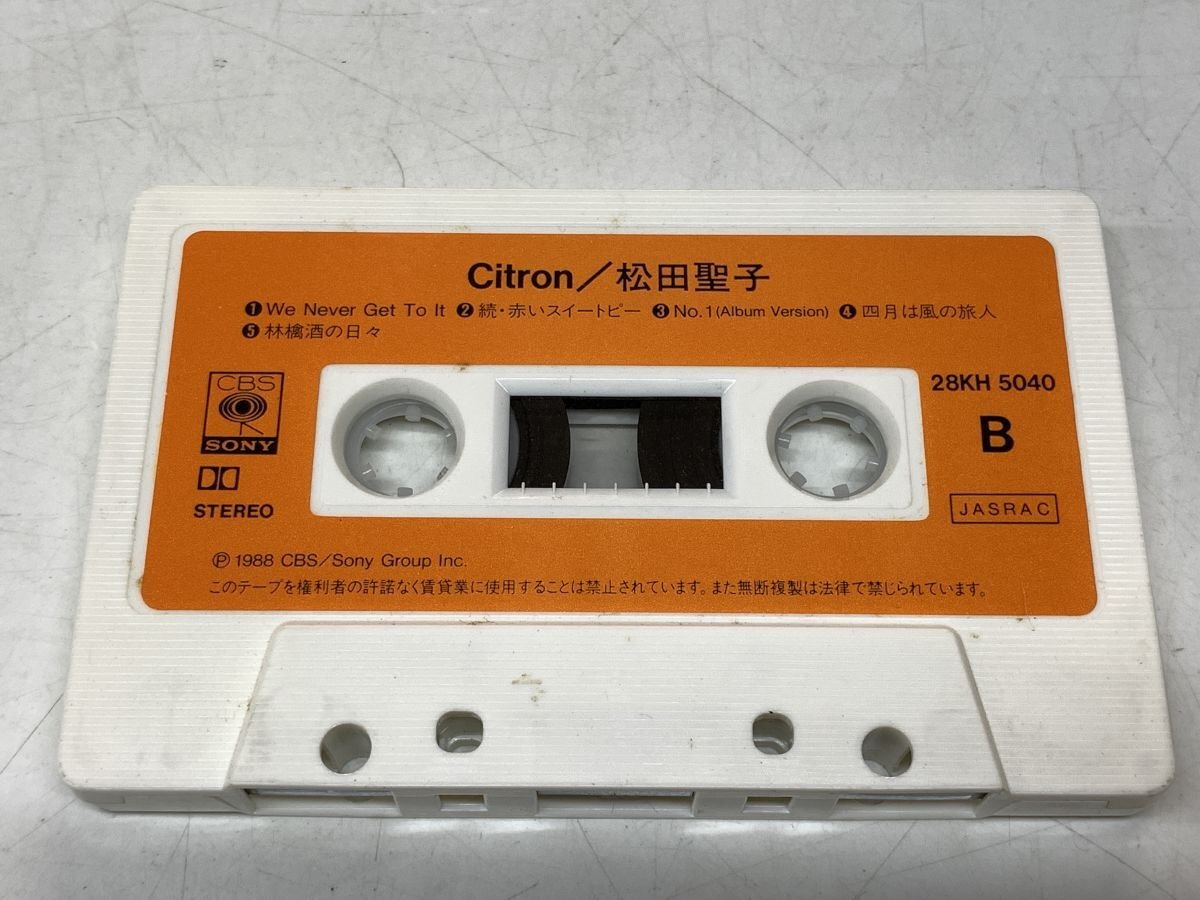 Citron/松田聖子
❶We Never Get To It ❷続・赤いスイートピー ❸No.1(Album Version) ❹四月は風の旅人
❺林檎酒の日々
CBS
SONY
STEREO
28KH 5040
B
JASRAC
Ⓟ1988 CBS/Sony Group Inc.
このテープを権利者の許諾なく賃貸業に使用することは禁止されています。また無断複製は法律で禁じられています。